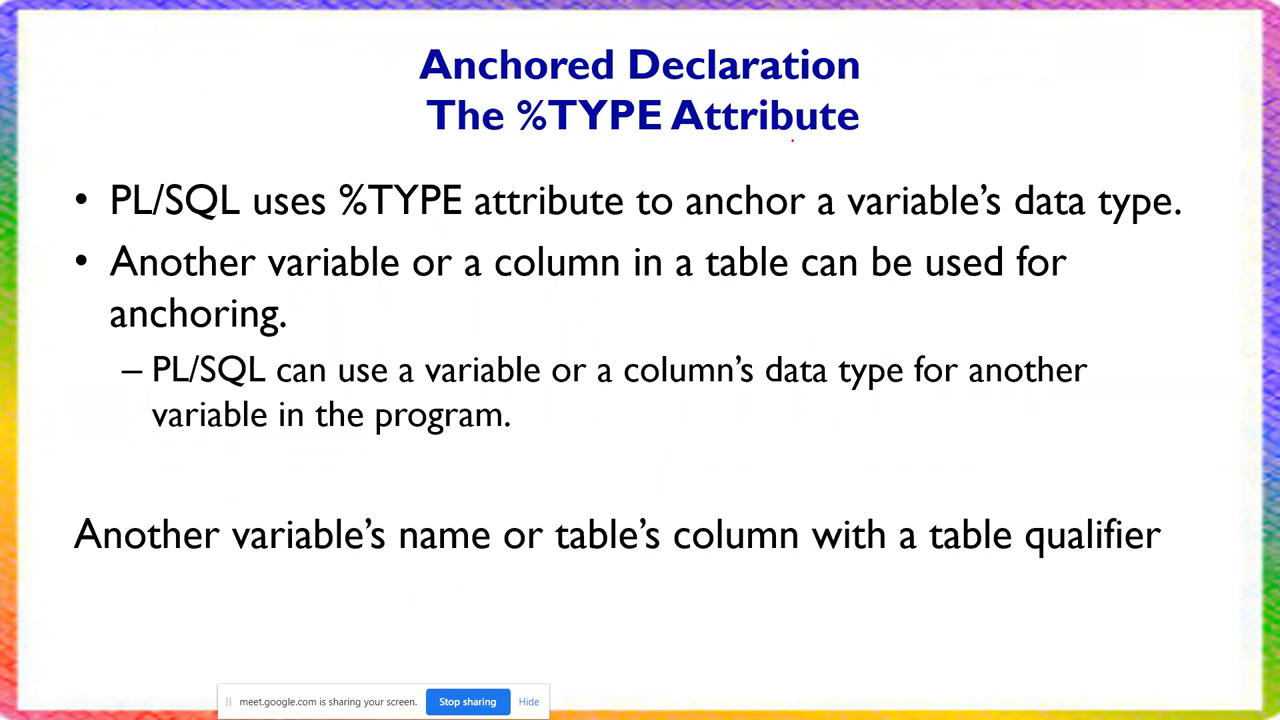 Anchored Declaration
The %TYPE Attribute
• PL/SQL uses %TYPE attribute to anchor a variable’s data type.
• Another variable or a column in a table can be used for
anchoring.
– PL/SQL can use a variable or a column’s data type for another
variable in the program.
Another variable’s name or table’s column with a table qualifier
meet.google.com is sharing your screen. Stop sharing Hide